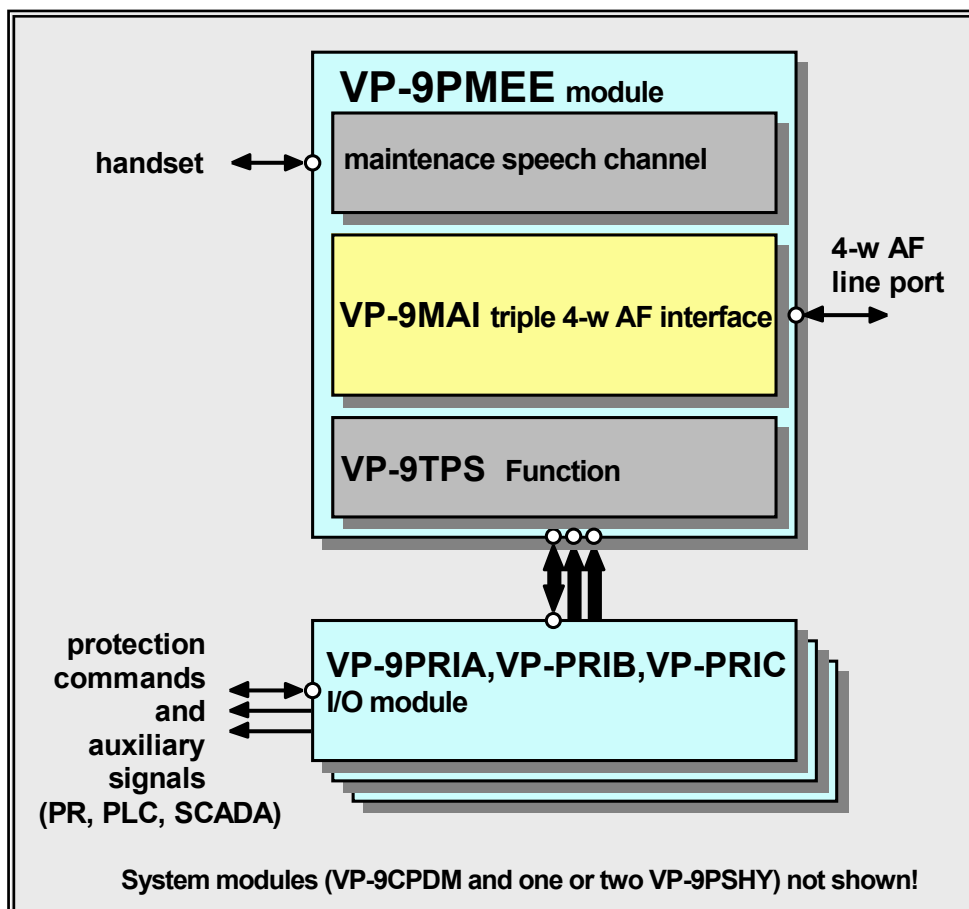 VP-9PMEE module
maintenace speech channel
handset
4-w AF
line port
VP-9MAI triple 4-w AF interface
VP-9TPS Function
protection
commands
and
auxiliary
signals
(PR, PLC, SCADA)
VP-9PRIA,VP-PRIB,VP-PRIC
I/O module
System modules (VP-9CPDM and one or two VP-9PSHY) not shown!